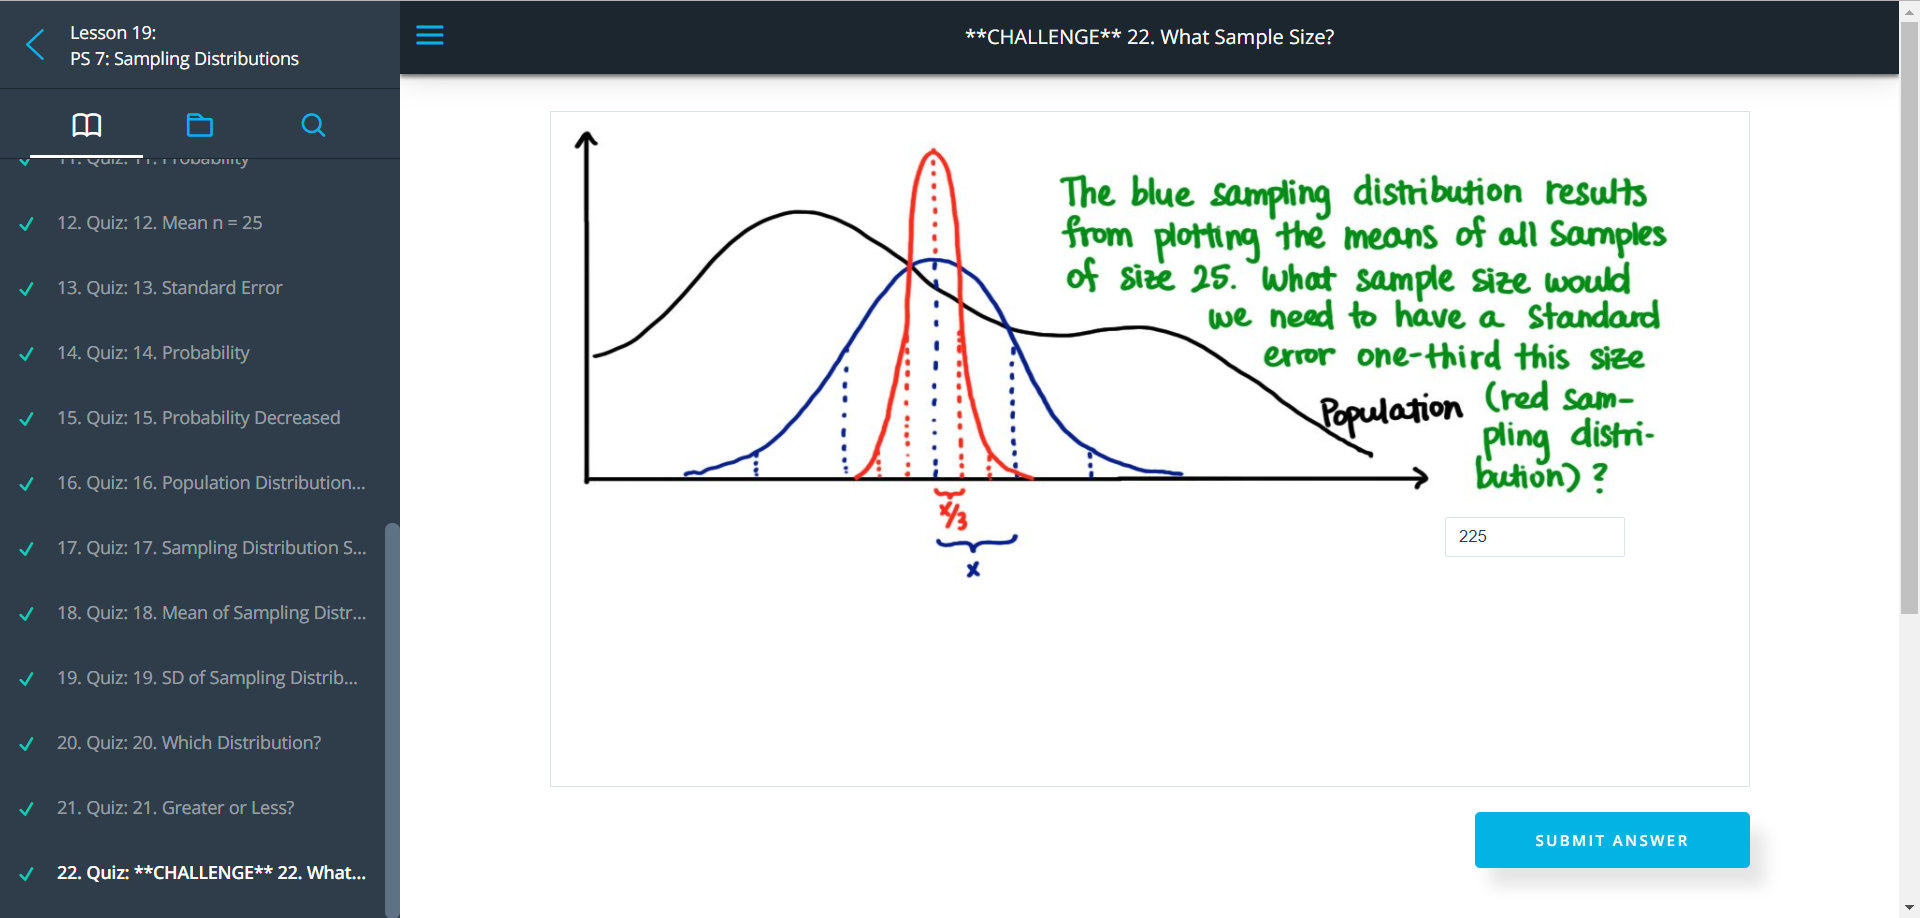 Lesson 19:
PS 7: Sampling Distributions
11. Quiz: 11. Probability
12. Quiz: 12. Mean n = 25
13. Quiz: 13. Standard Error
14. Quiz: 14. Probability
15. Quiz: 15. Probability Decreased
16. Quiz: 16. Population Distribution...
17. Quiz: 17. Sampling Distribution S...
18. Quiz: 18. Mean of Sampling Distr...
19. Quiz: 19. SD of Sampling Distrib...
20. Quiz: 20. Which Distribution?
21. Quiz: 21. Greater or Less?
22. Quiz: **CHALLENGE** 22. What...
**CHALLENGE** 22. What Sample Size?
The blue sampling distribution results
from plotting the means of all samples
of size 25. What sample size would
we need to have a standard
error one-third this size
(red sam-
pling distri-
bution)?
Population
x/3
x
225
SUBMIT ANSWER